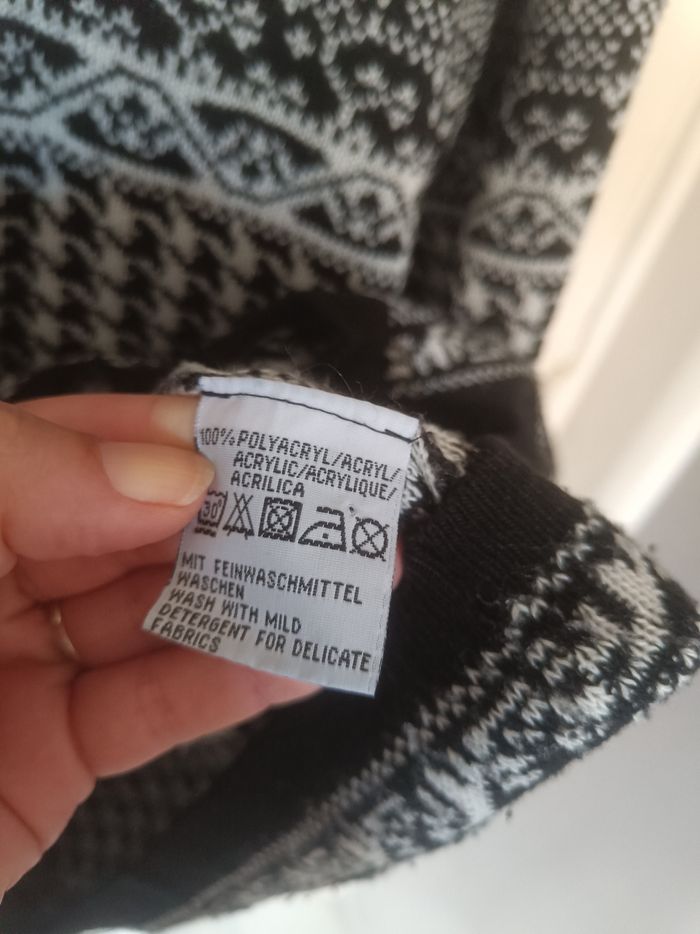 100% POLYACRYL/ACRYL/
ACRYLIC/ACRYLIQUE/
ACRILICA
30°
MIT FEINWASCHMITTEL
WASCHEN
WASH WITH MILD
DETERGENT FOR DELICATE
FABRICS